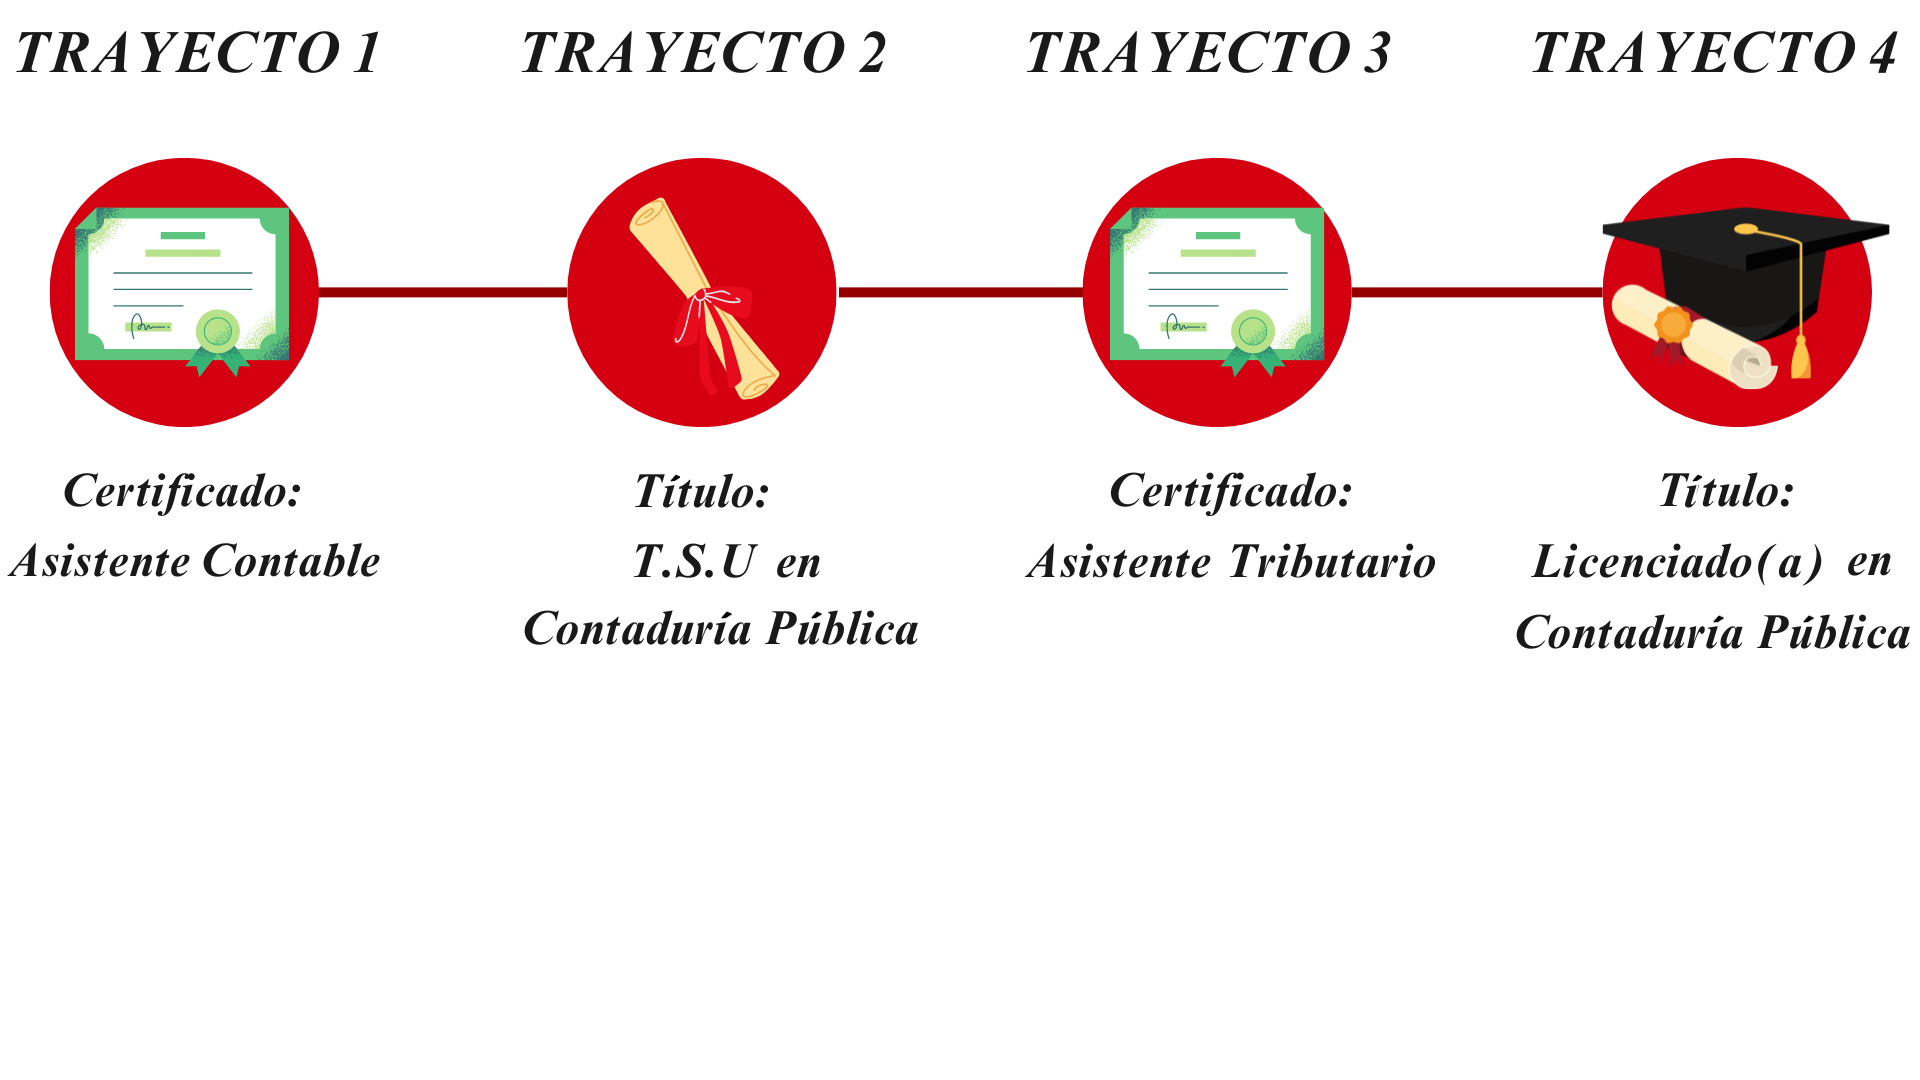 TRAYECTO 1
TRAYECTO 2
TRAYECTO 3
TRAYECTO 4
Certificado:
Asistente Contable
Título:
T.S.U en
Contaduría Pública
Certificado:
Asistente Tributario
Título:
Licenciado(a) en
Contaduría Pública